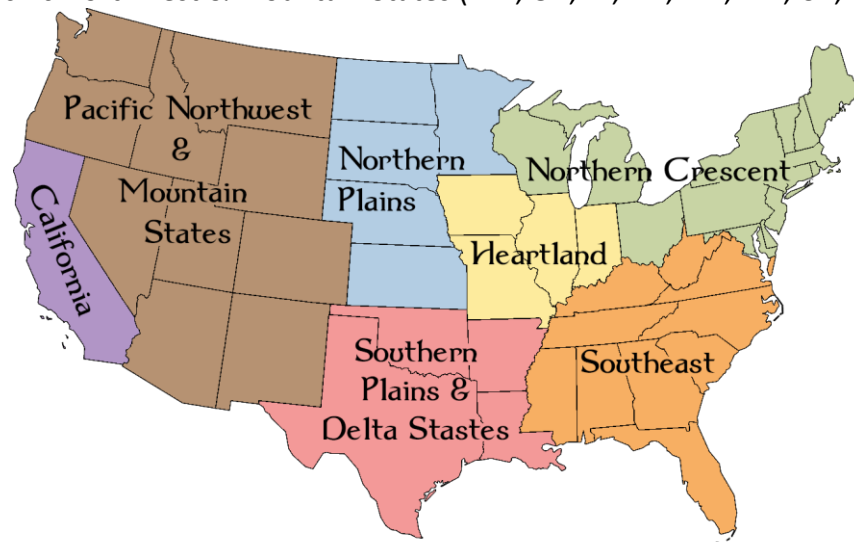 Pacific Northwest
&
Mountain
States
California
Northern
Plains
Heartland
Northern Crescent
Southern
Plains &
Delta Stastes
Southeast